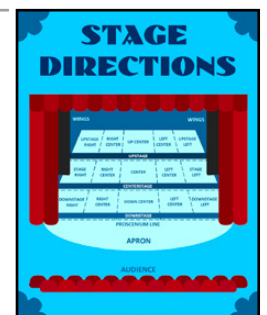 STAGE
DIRECTIONS
WINGS WINGS
UPSTAGE RIGHT RIGHT CENTER UP CENTER LEFT CENTER UPSTAGE LEFT
UPSTAGE
STAGE RIGHT RIGHT CENTER CENTER LEFT CENTER STAGE LEFT
CENTERSTAGE
DOWNSTAGE RIGHT RIGHT CENTER DOWN CENTER LEFT CENTER DOWNSTAGE LEFT
DOWNSTAGE
PROSCENIUM LINE
APRON
AUDIENCE